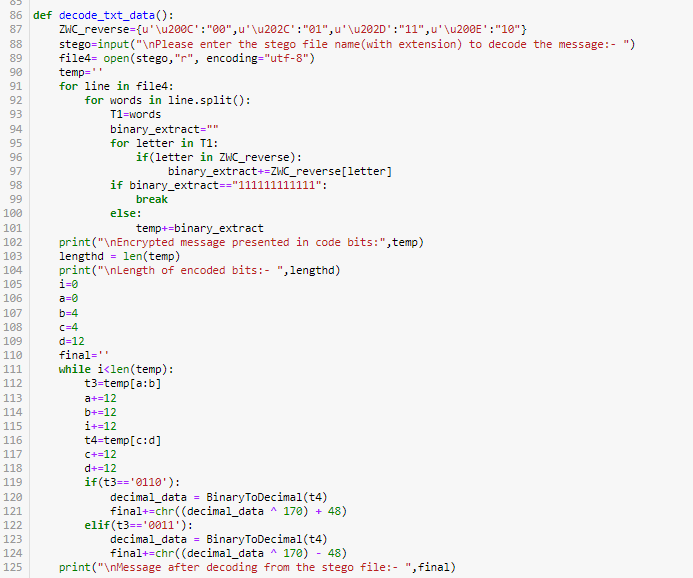 85
86 def decode_txt_data():
87     ZWC_reverse={u'\u200C':"00",u'\u202C':"01",u'\u202D':"11",u'\u200E':"10"}
88     stego=input("\nPlease enter the stego file name(with extension) to decode the message:- ")
89     file4= open(stego,"r", encoding="utf-8")
90     temp=''
91     for line in file4:
92         for words in line.split():
93             T1=words
94             binary_extract=""
95             for letter in T1:
96                 if(letter in ZWC_reverse):
97                     binary_extract+=ZWC_reverse[letter]
98             if binary_extract=="111111111111":
99                 break
100             else:
101                 temp+=binary_extract
102     print("\nEncrypted message presented in code bits:",temp)
103     lengthd = len(temp)
104     print("\nLength of encoded bits:- ",lengthd)
105     i=0
106     a=0
107     b=4
108     c=4
109     d=12
110     final=''
111     while i<len(temp):
112         t3=temp[a:b]
113         a+=12
114         b+=12
115         i+=12
116         t4=temp[c:d]
117         c+=12
118         d+=12
119         if(t3=='0110'):
120             decimal_data = BinaryToDecimal(t4)
121             final+=chr((decimal_data ^ 170) + 48)
122         elif(t3=='0011'):
123             decimal_data = BinaryToDecimal(t4)
124             final+=chr((decimal_data ^ 170) - 48)
125     print("\nMessage after decoding from the stego file:- ",final)